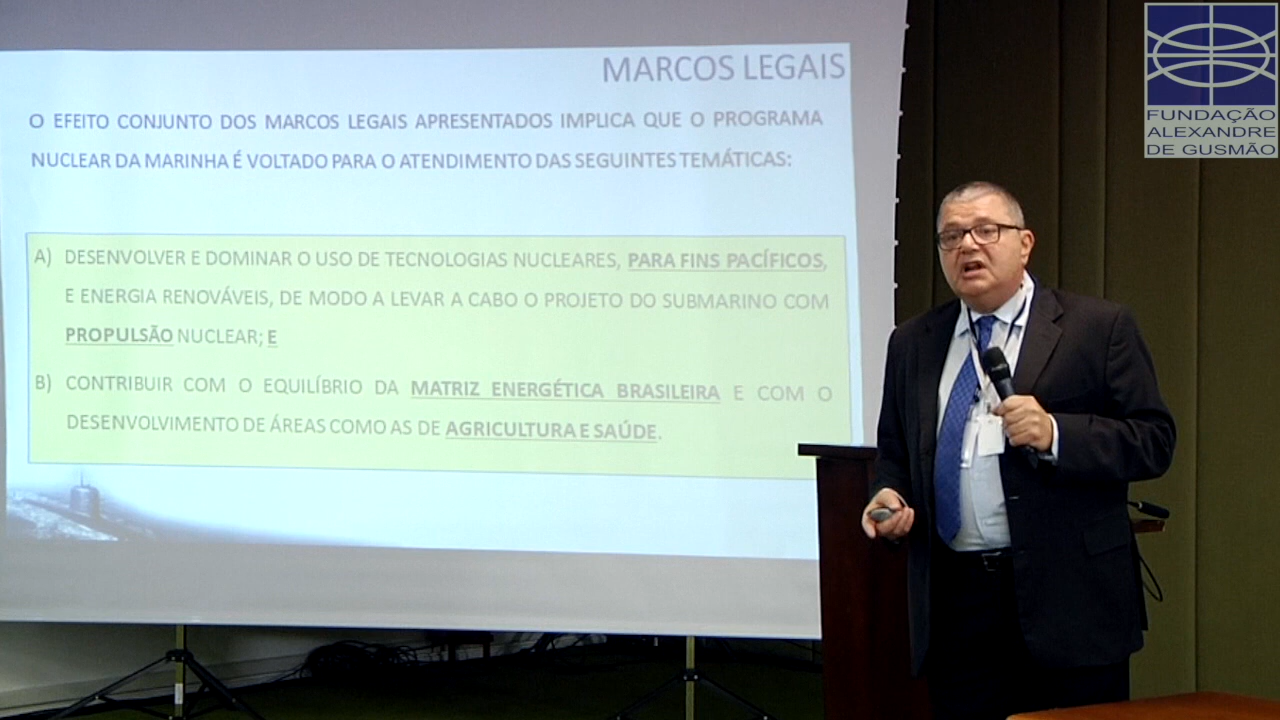 MARCOS LEGAIS
O EFEITO CONJUNTO DOS MARCOS LEGAIS APRESENTADOS IMPLICA QUE O PROGRAMA
NUCLEAR DA MARINHA É VOLTADO PARA O ATENDIMENTO DAS SEGUINTES TEMÁTICAS:
A) DESENVOLVER E DOMINAR O USO DE TECNOLOGIAS NUCLEARES, PARA FINS PACÍFICOS,
E ENERGIA RENOVÁVEIS, DE MODO A LEVAR A CABO O PROJETO DO SUBMARINO COM
PROPULSÃO NUCLEAR; E
B) CONTRIBUIR COM O EQUILÍBRIO DA MATRIZ ENERGÉTICA BRASILEIRA E COM O
DESENVOLVIMENTO DE ÁREAS COMO AS DE AGRICULTURA E SAÚDE.
FUNDAÇÃO
ALEXANDRE
DE GUSMÃO